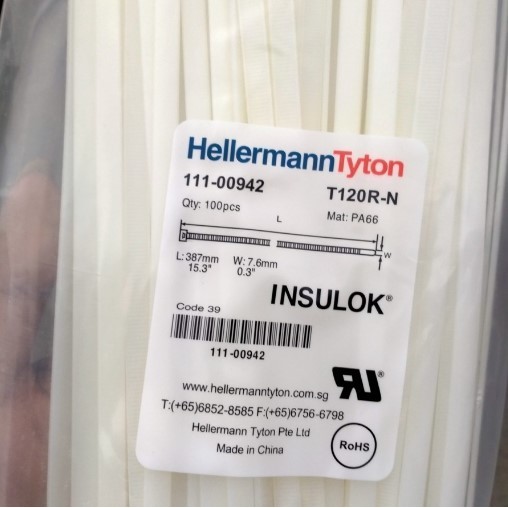 HellermannTyton
111-00942 T120R-N
Qty: 100pcs Mat: PA66
L
W
L: 387mm W: 7.6mm
15.3" 0.3"
INSULOK®
Code 39
111-00942
RU®
www.hellermanntyton.com.sg
T:(+65)6852-8585 F:(+65)6756-6798
Hellermann Tyton Pte Ltd
Made in China
RoHS